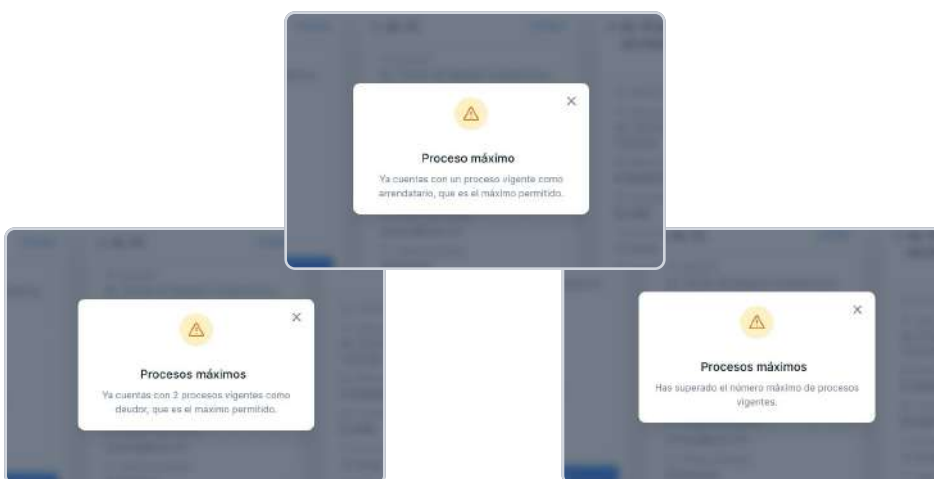 Proceso máximo
Ya cuentas con un proceso vigente como
arrendatario, que es el máximo permitido.
Procesos máximos
Ya cuentas con 2 procesos vigentes como
deudor, que es el máximo permitido.
Procesos máximos
Has superado el número máximo de procesos
vigentes.